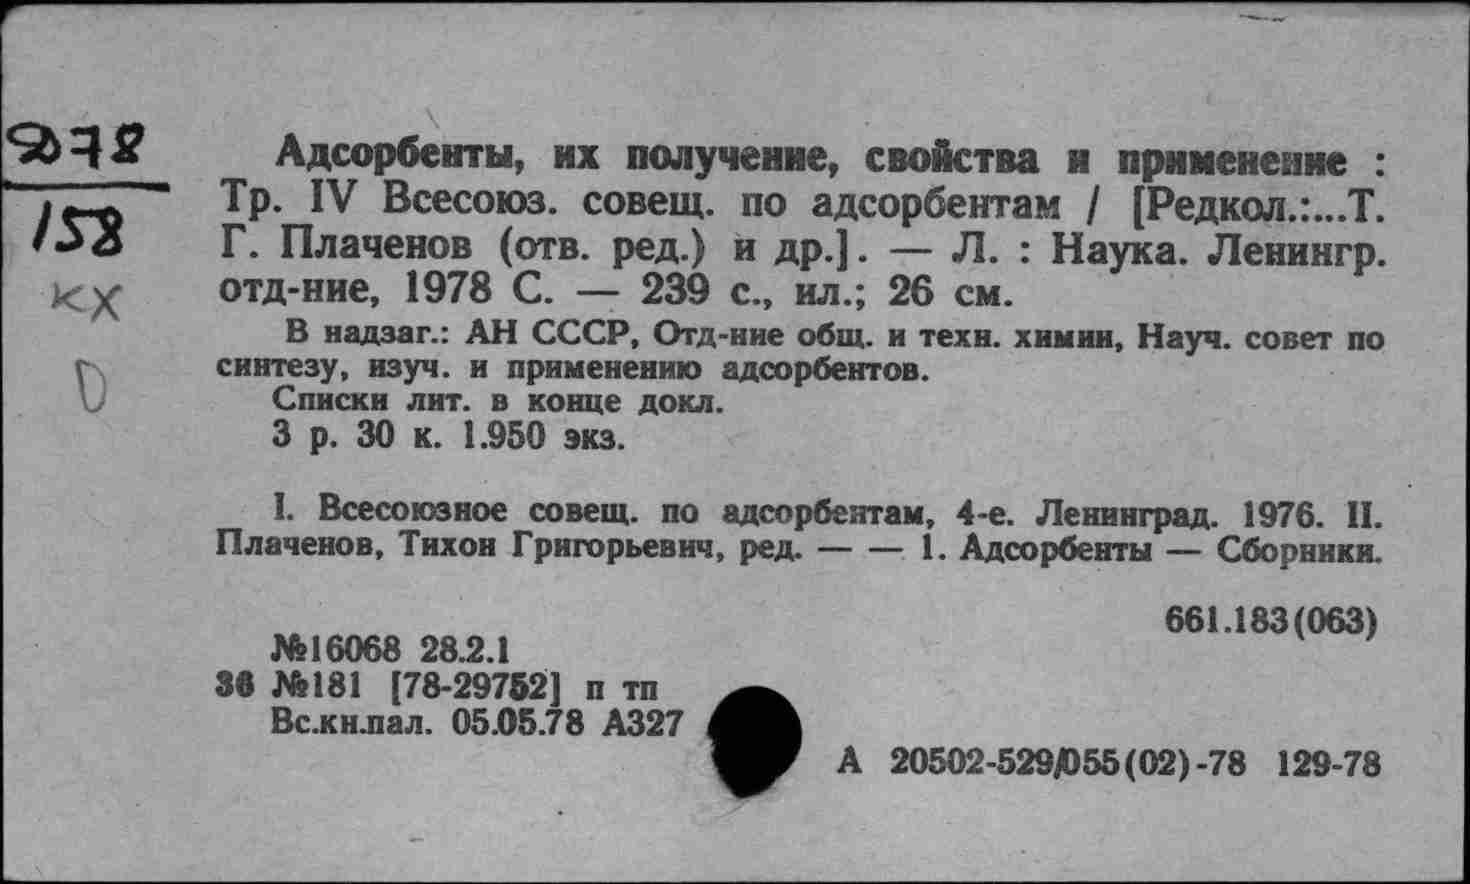 Адсорбенты, их получение, свойства и применение :
Тр. IV Всесоюз. совещ. по адсорбентам / [Редкол.:...Т.
Г. Плаченов (отв. ред.) и др.]. — Л. : Наука. Ленингр.
отд-ние, 1978 С. — 239 с., ил.; 26 см.
В надзаг.: АН СССР, Отд-ние общ. и техн. химии, Науч. совет по
синтезу, изуч. и применению адсорбентов.
Списки лит. в конце докл.
3 р. 30 к. 1.950 экз.
I. Всесоюзное совещ. по адсорбентам, 4-е. Ленинград. 1976. II.
Плаченов, Тихон Григорьевич, ред. — — 1. Адсорбенты — Сборники.
661.183(063)
№16068 28.2.1
№181 [78-29752] п тп
Вс.кн.пал. 05.05.78 А327
А 20502-529/055(02)-78 129-78
158
кх